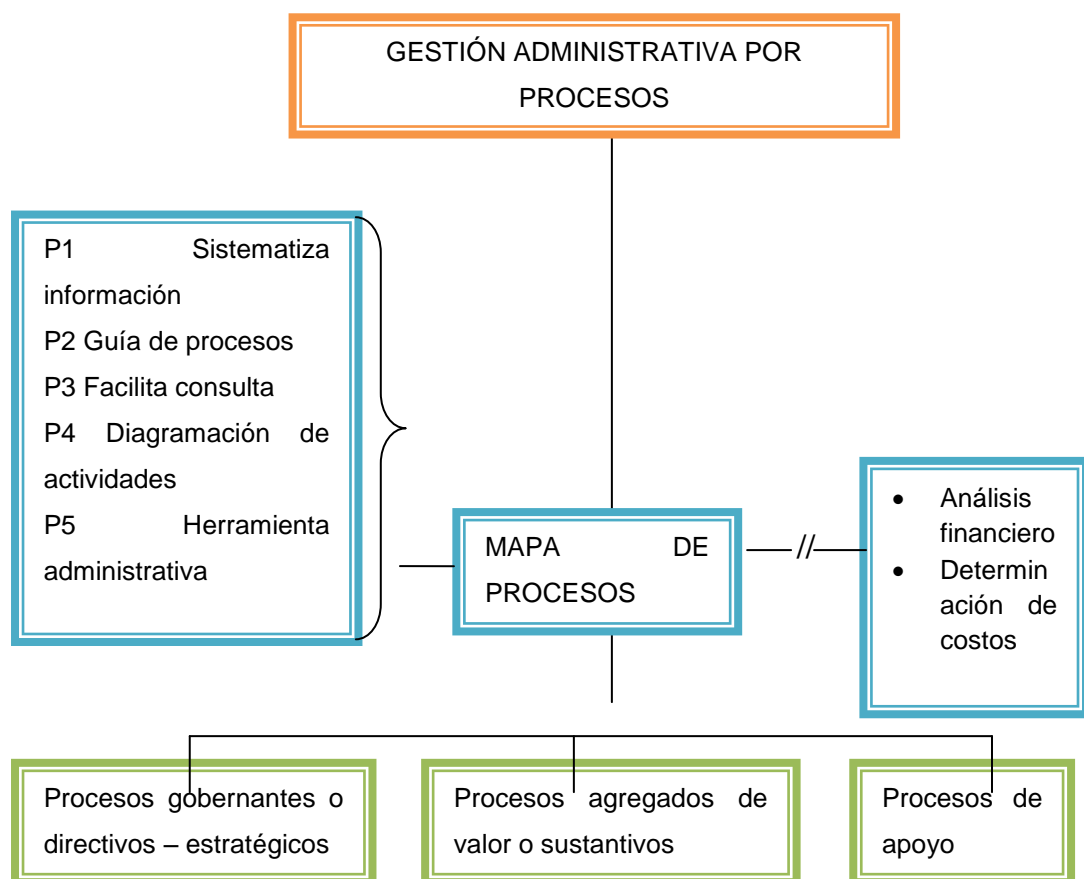 GESTIÓN ADMINISTRATIVA POR
PROCESOS
P1 Sistematiza
información
P2 Guía de procesos
P3 Facilita consulta
P4 Diagramación de
actividades
P5 Herramienta
administrativa
MAPA DE
PROCESOS
//
• Análisis
financiero
• Determin
ación de
costos
Procesos gobernantes o
directivos – estratégicos
Procesos agregados de
valor o sustantivos
Procesos de
apoyo